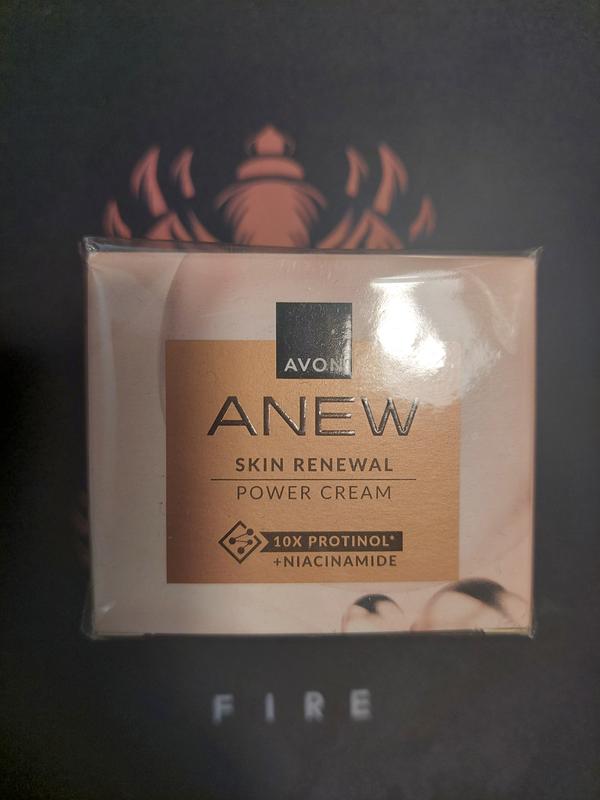 AVON
ANEW
SKIN RENEWAL
POWER CREAM
10X PROTINOL*
+NIACINAMIDE
FIRE